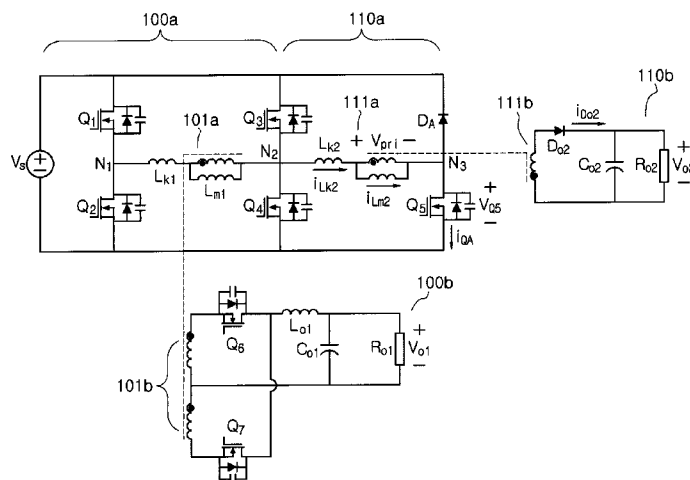 100a
110a
Q1
Q3
101a
111a
+ Vpri −
DA
111b
iDo2
110b
Do2
Vs
+
−
N1
Lk1
Lm1
N2
Lk2
iLk2
iLm2
N3
Co2
Ro2
+
Vo2
−
Q2
Q4
Q5
+
VQ5
−
iQA
100b
Q6
Lo1
Co1
Ro1
+
Vo1
−
101b
Q7